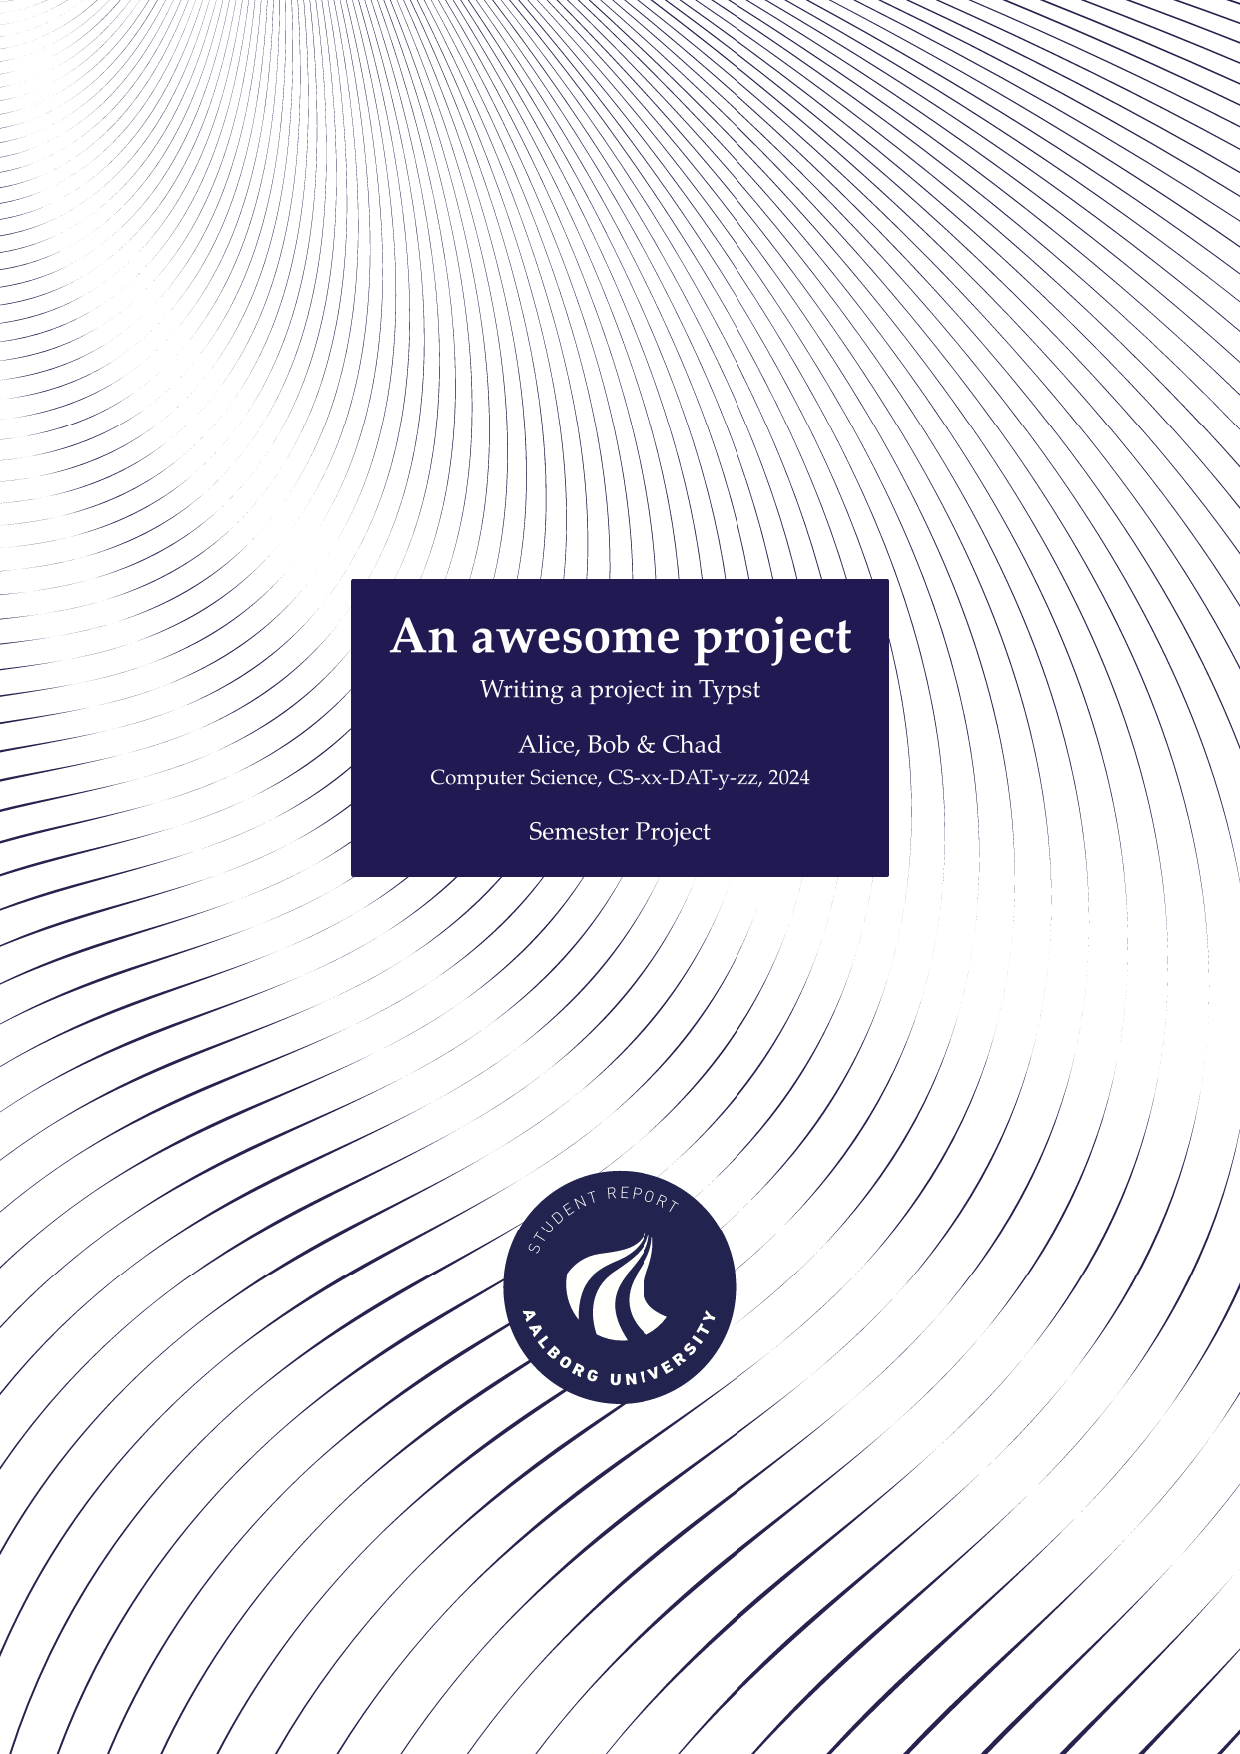 An awesome project
Writing a project in Typst
Alice, Bob & Chad
Computer Science, CS-xx-DAT-y-zz, 2024
Semester Project
STUDENT REPORT
AALBORG UNIVERSITY